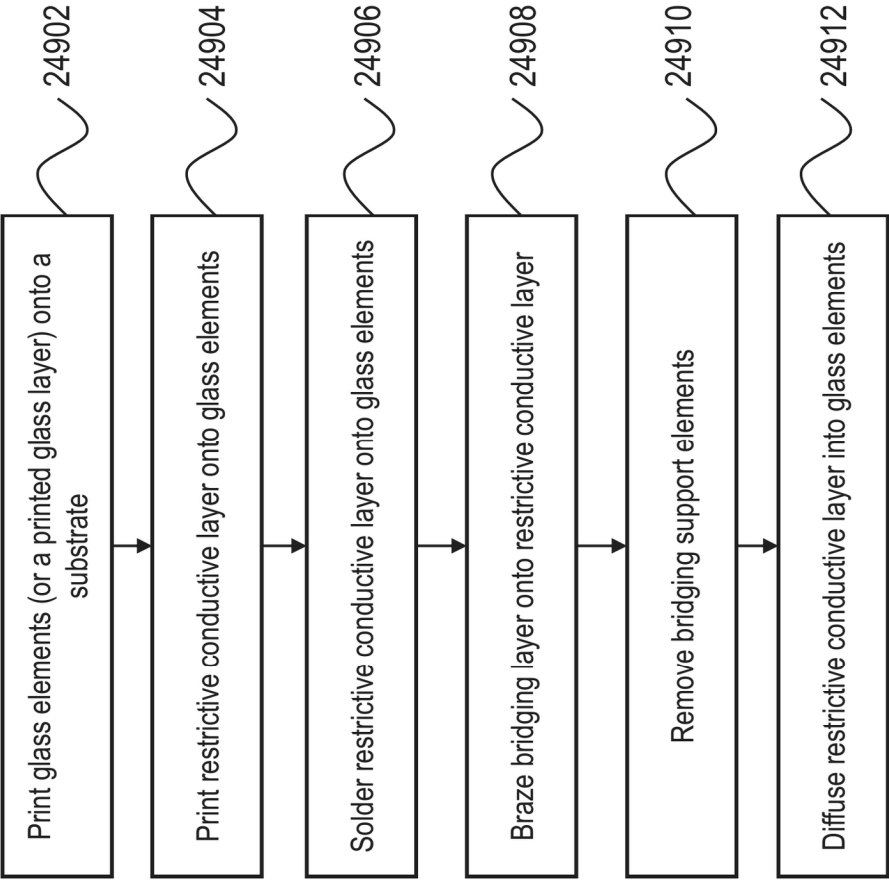 Print glass elements (or a printed glass layer) onto a
substrate
24902
Print restrictive conductive layer onto glass elements
24904
Solder restrictive conductive layer onto glass elements
24906
Braze bridging layer onto restrictive conductive layer
24908
Remove bridging support elements
24910
Diffuse restrictive conductive layer into glass elements
24912